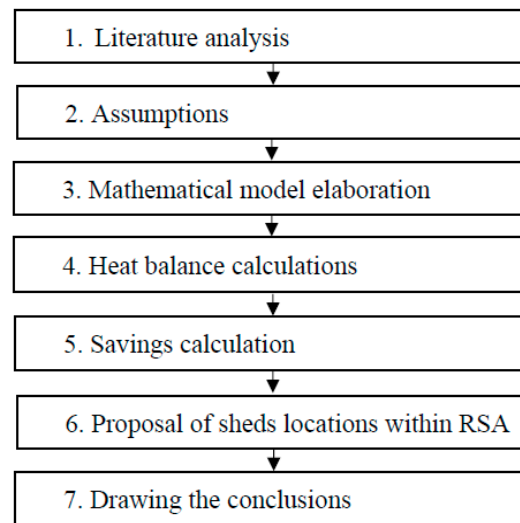 1. Literature analysis
2. Assumptions
3. Mathematical model elaboration
4. Heat balance calculations
5. Savings calculation
6. Proposal of sheds locations within RSA
7. Drawing the conclusions